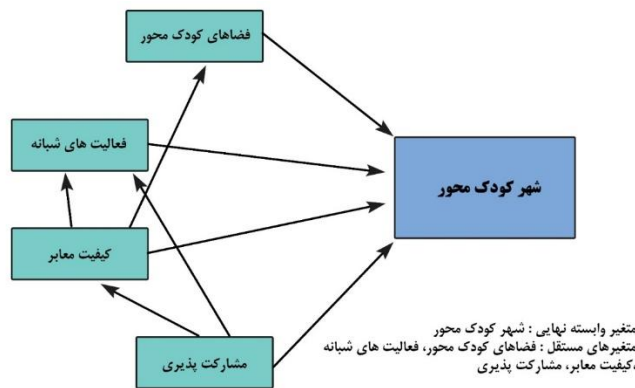 فضاهای کودک محور
فعالیت های شبانه
شهر کودک محور
کیفیت معابر
مشارکت پذیری
متغیر وابسته نهایی : شهر کودک محور
متغیرهای مستقل : فضاهای کودک محور، فعالیت های شبانه
،کیفیت معابر، مشارکت پذیری